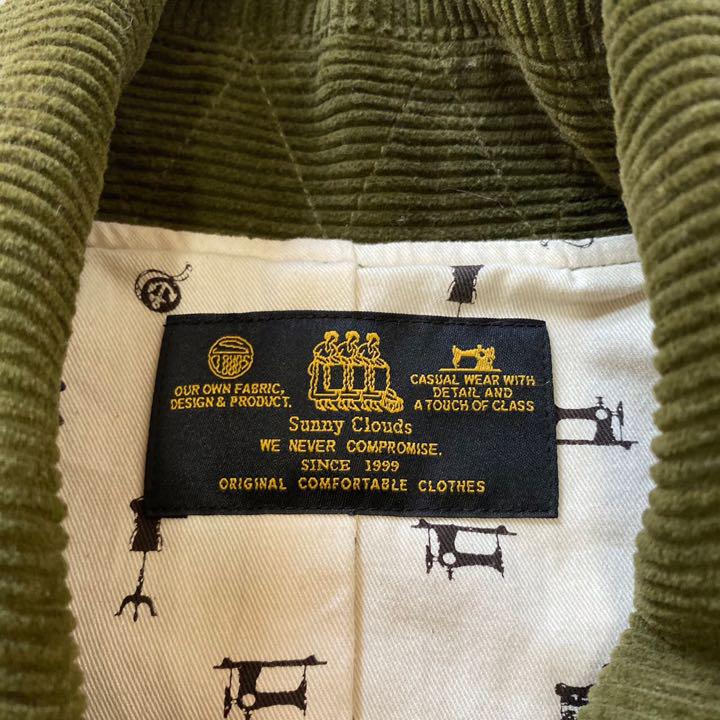 OUR OWN FABRIC,
DESIGN & PRODUCT.
CASUAL WEAR WITH
DETAIL AND
A TOUCH OF CLASS
Sunny Clouds
WE NEVER COMPROMISE.
SINCE 1999
ORIGINAL COMFORTABLE CLOTHES